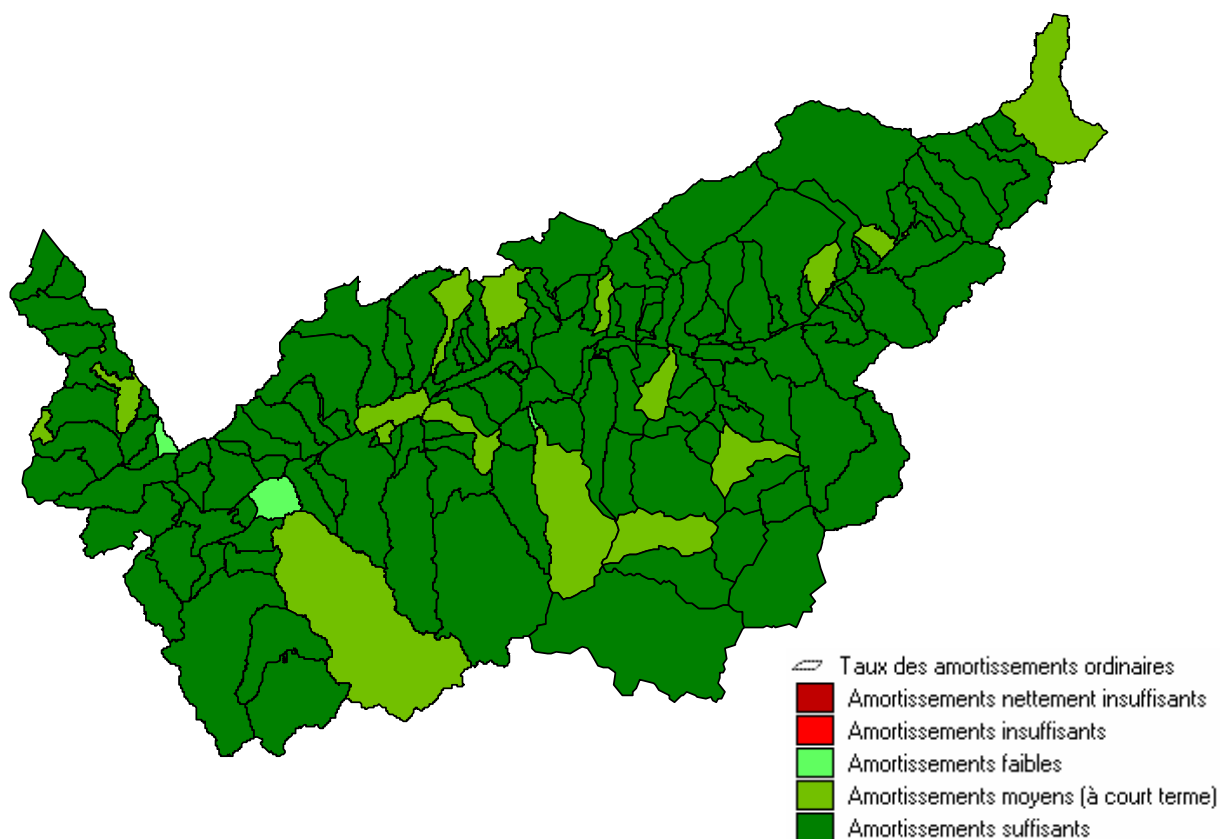 Taux des amortissements ordinaires
Amortissements nettement insuffisants
Amortissements insuffisants
Amortissements faibles
Amortissements moyens (à court terme)
Amortissements suffisants